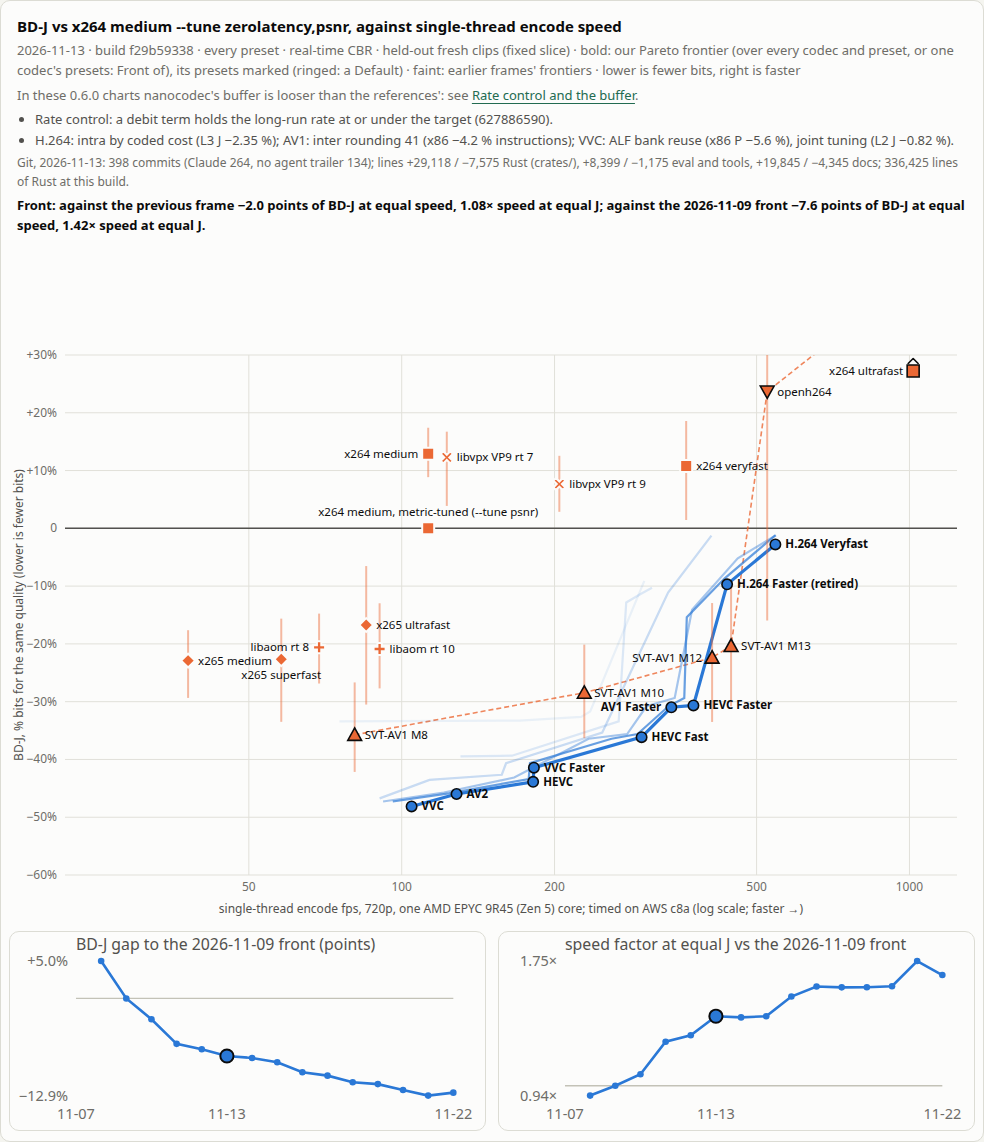 BD-J vs x264 medium --tune zerolatency,psnr, against single-thread encode speed
2026-11-13 · build f29b59338 · every preset · real-time CBR · held-out fresh clips (fixed slice) · bold: our Pareto frontier (over every codec and preset, or one
codec's presets: Front of), its presets marked (ringed: a Default) · faint: earlier frames' frontiers · lower is fewer bits, right is faster
In these 0.6.0 charts nanocodec's buffer is looser than the references': see Rate control and the buffer.
• Rate control: a debit term holds the long-run rate at or under the target (627886590).
• H.264: intra by coded cost (L3 J −2.35 %); AV1: inter rounding 41 (x86 −4.2 % instructions); VVC: ALF bank reuse (x86 P −5.6 %), joint tuning (L2 J −0.82 %).
Git, 2026-11-13: 398 commits (Claude 264, no agent trailer 134); lines +29,118 / −7,575 Rust (crates/), +8,399 / −1,175 eval and tools, +19,845 / −4,345 docs; 336,425 lines
of Rust at this build.
Front: against the previous frame −2.0 points of BD-J at equal speed, 1.08× speed at equal J; against the 2026-11-09 front −7.6 points of BD-J at equal
speed, 1.42× speed at equal J.
BD-J, % bits for the same quality (lower is fewer bits)
+30%
+20%
+10%
0
−10%
−20%
−30%
−40%
−50%
−60%
x264 ultrafast
openh264
x264 medium
libvpx VP9 rt 7
x264 veryfast
libvpx VP9 rt 9
x264 medium, metric-tuned (--tune psnr)
H.264 Veryfast
H.264 Faster (retired)
x265 ultrafast
libaom rt 8
libaom rt 10
SVT-AV1 M13
x265 medium
SVT-AV1 M12
x265 superfast
SVT-AV1 M10
AV1 Faster
HEVC Faster
SVT-AV1 M8
HEVC Fast
VVC Faster
HEVC
AV2
VVC
50
100
200
500
1000
single-thread encode fps, 720p, one AMD EPYC 9R45 (Zen 5) core; timed on AWS c8a (log scale; faster →)
BD-J gap to the 2026-11-09 front (points)
+5.0%
−12.9%
11-07
11-13
11-22
speed factor at equal J vs the 2026-11-09 front
1.75×
0.94×
11-07
11-13
11-22